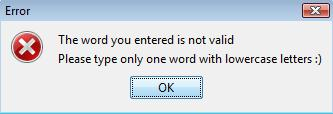 Error
The word you entered is not valid
Please type only one word with lowercase letters :)
OK